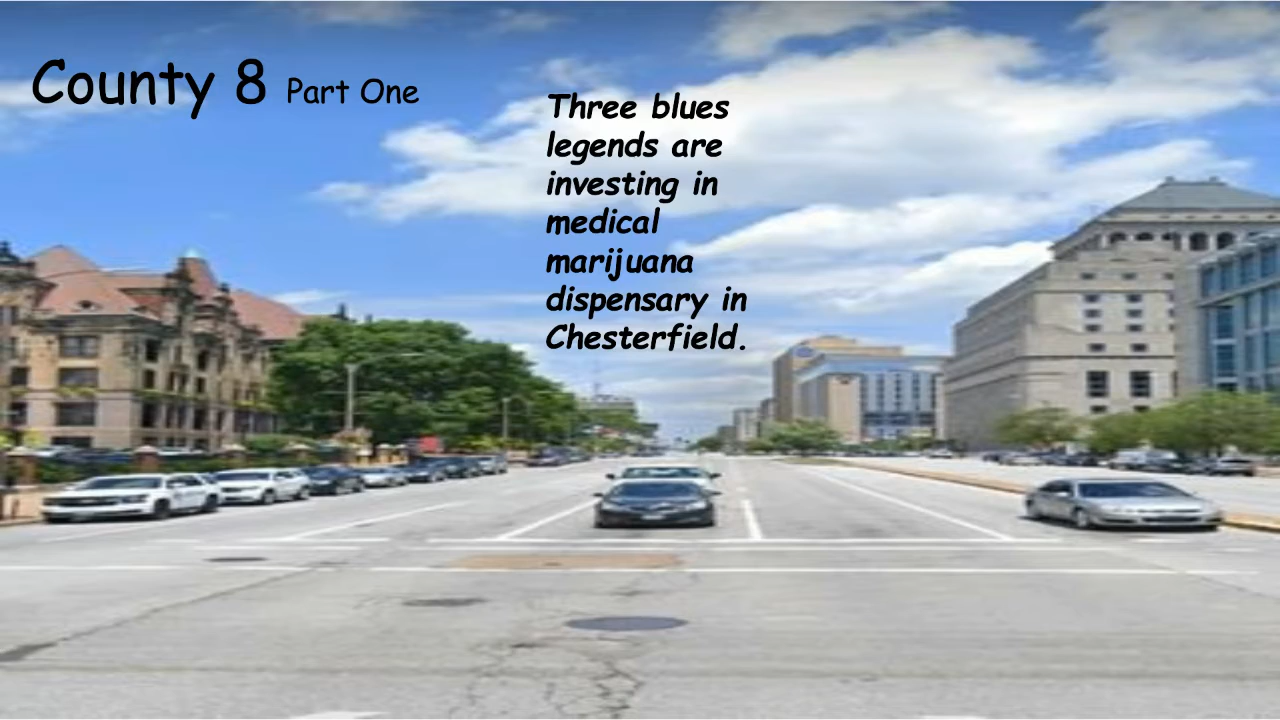 County 8 Part One
Three blues
legends are
investing in
medical
marijuana
dispensary in
Chesterfield.